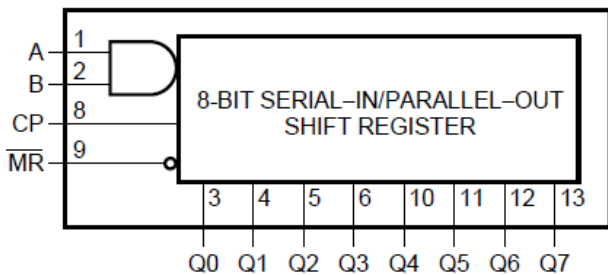 A 1
B 2
CP 8
MR 9
8-BIT SERIAL–IN/PARALLEL–OUT
SHIFT REGISTER
3 4 5 6 10 11 12 13
Q0 Q1 Q2 Q3 Q4 Q5 Q6 Q7